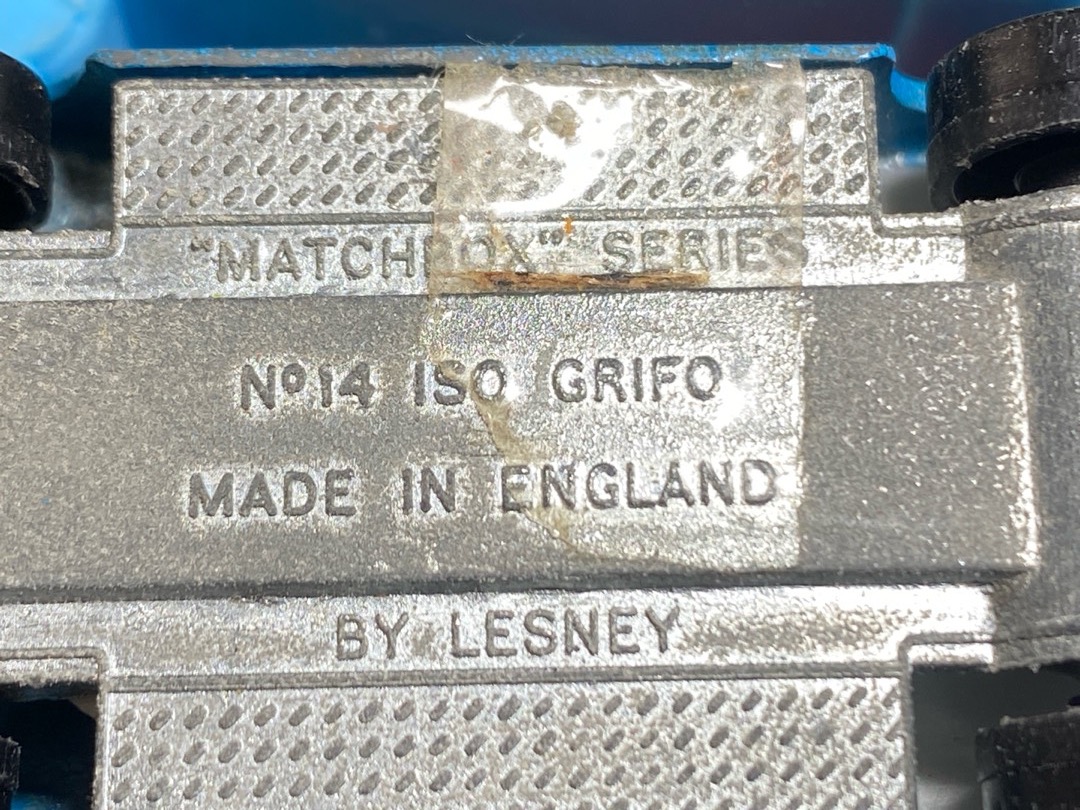 "MATCHBOX" SERIES
Nº14 ISO GRIFO
MADE IN ENGLAND
BY LESNEY